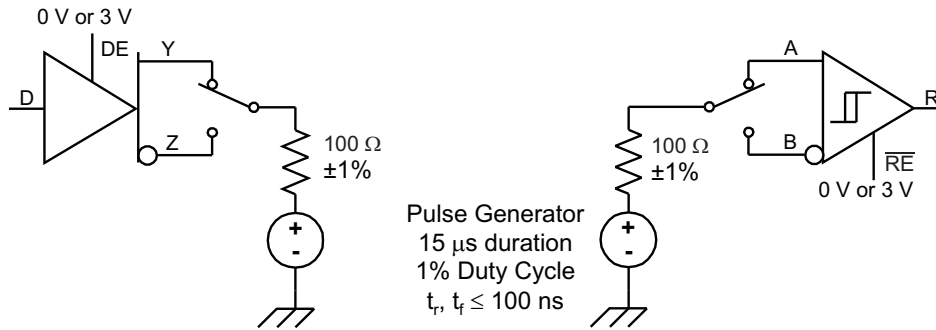 0 V or 3 V
DE
Y
D
Z
100 Ω
±1%
Pulse Generator
15 μs duration
1% Duty Cycle
tr, tf ≤ 100 ns
100 Ω
±1%
A
B
R
RE
0 V or 3 V
+
-
+
-